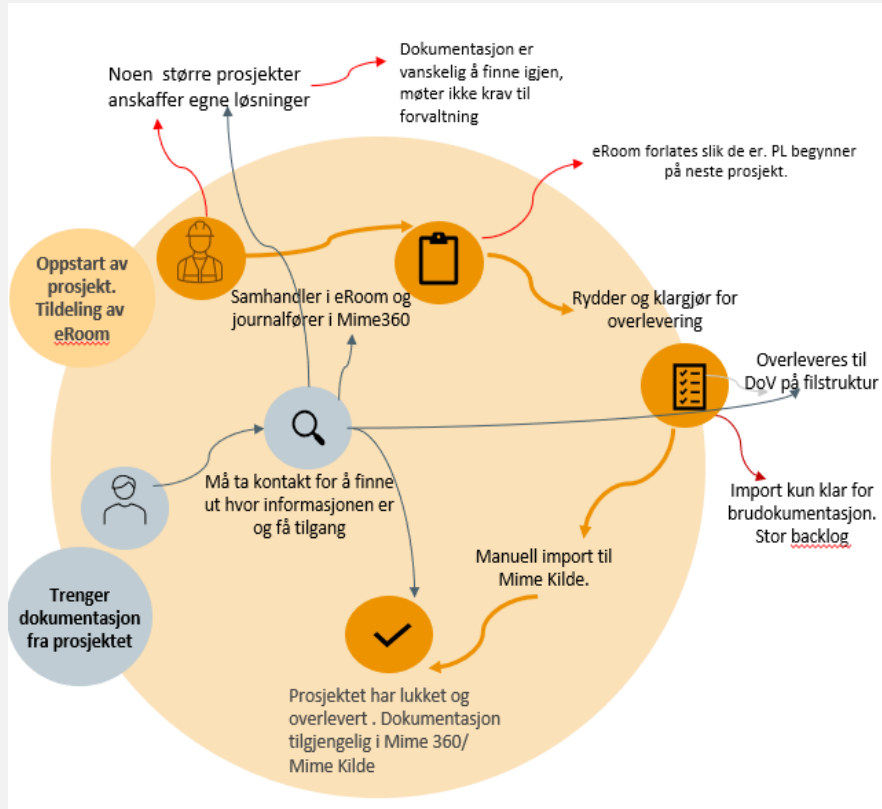 Noen større prosjekter
anskaffer egne løsninger
Dokumentasjon er
vanskelig å finne igjen,
møter ikke krav til
forvaltning
eRoom forlates slik de er. PL begynner
på neste prosjekt.
Oppstart av
prosjekt.
Tildeling av
eRoom
Samhandler i eRoom og
journalfører i Mime360
Rydder og klargjør for
overlevering
Overleveres til
DoV på filstruktur
Må ta kontakt for å finne
ut hvor informasjonen er
og få tilgang
Import kun klar for
brudokumentasjon.
Stor backlog
Manuell import til
Mime Kilde.
Trenger
dokumentasjon
fra prosjektet
Prosjektet har lukket og
overlevert . Dokumentasjon
tilgjengelig i Mime 360/
Mime Kilde